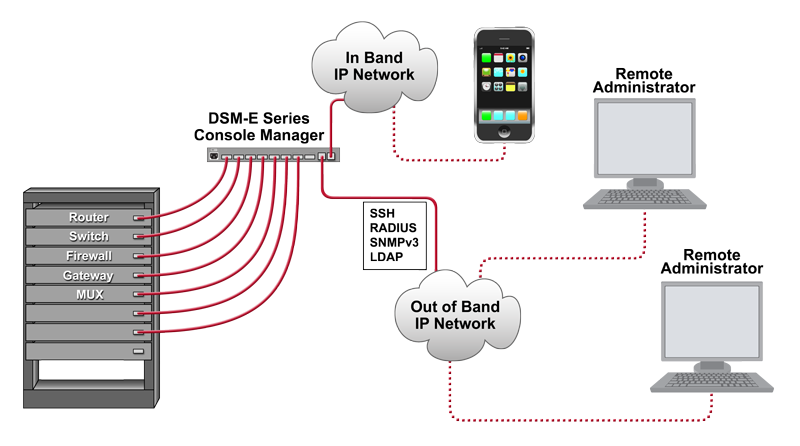 In Band
IP Network
DSM-E Series
Console Manager
Remote
Administrator
Router
Switch
Firewall
Gateway
MUX
SSH
RADIUS
SNMPv3
LDAP
Out of Band
IP Network
Remote
Administrator